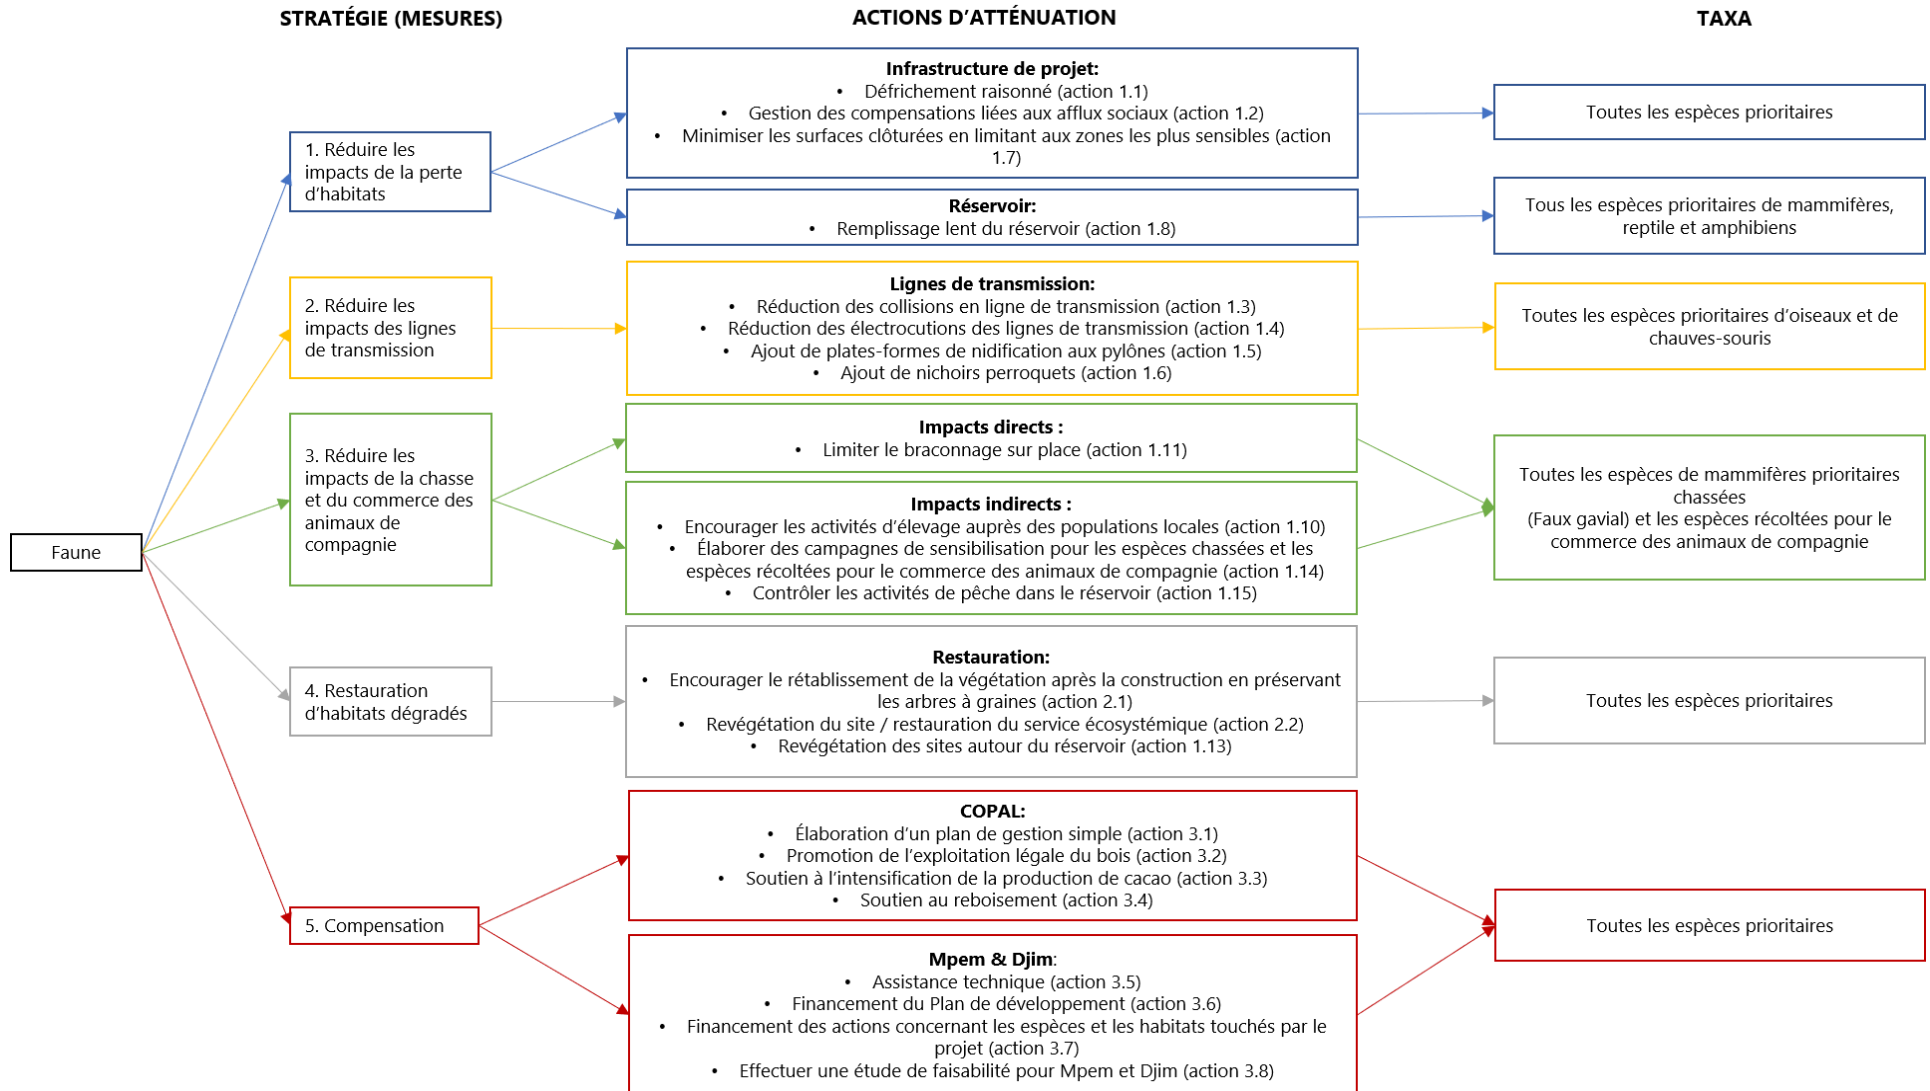 STRATÉGIE (MESURES)
ACTIONS D'ATTÉNUATION
TAXA
Faune
1. Réduire les
impacts de la perte
d'habitats
Infrastructure de projet:
• Défrichement raisonné (action 1.1)
• Gestion des compensations liées aux afflux sociaux (action 1.2)
• Minimiser les surfaces clôturées en limitant aux zones les plus sensibles (action
1.7)
Toutes les espèces prioritaires
Réservoir:
• Remplissage lent du réservoir (action 1.8)
Tous les espèces prioritaires de mammifères,
reptile et amphibiens
2. Réduire les
impacts des lignes
de transmission
Lignes de transmission:
• Réduction des collisions en ligne de transmission (action 1.3)
• Réduction des électrocutions des lignes de transmission (action 1.4)
• Ajout de plates-formes de nidification aux pylônes (action 1.5)
• Ajout de nichoirs perroquets (action 1.6)
Toutes les espèces prioritaires d'oiseaux et de
chauves-souris
3. Réduire les
impacts de la chasse
et du commerce des
animaux de
compagnie
Impacts directs :
• Limiter le braconnage sur place (action 1.11)
Impacts indirects :
• Encourager les activités d'élevage auprès des populations locales (action 1.10)
• Élaborer des campagnes de sensibilisation pour les espèces chassées et les
espèces récoltées pour le commerce des animaux de compagnie (action 1.14)
• Contrôler les activités de pêche dans le réservoir (action 1.15)
Toutes les espèces de mammifères prioritaires
chassées
(Faux gavial) et les espèces récoltées pour le
commerce des animaux de compagnie
4. Restauration
d'habitats dégradés
Restauration:
• Encourager le rétablissement de la végétation après la construction en préservant
les arbres à graines (action 2.1)
• Revégétation du site / restauration du service écosystémique (action 2.2)
• Revégétation des sites autour du réservoir (action 1.13)
Toutes les espèces prioritaires
5. Compensation
COPAL:
• Élaboration d'un plan de gestion simple (action 3.1)
• Promotion de l'exploitation légale du bois (action 3.2)
• Soutien à l'intensification de la production de cacao (action 3.3)
• Soutien au reboisement (action 3.4)
Mpem & Djim:
• Assistance technique (action 3.5)
• Financement du Plan de développement (action 3.6)
• Financement des actions concernant les espèces et les habitats touchés par le
projet (action 3.7)
• Effectuer une étude de faisabilité pour Mpem et Djim (action 3.8)
Toutes les espèces prioritaires